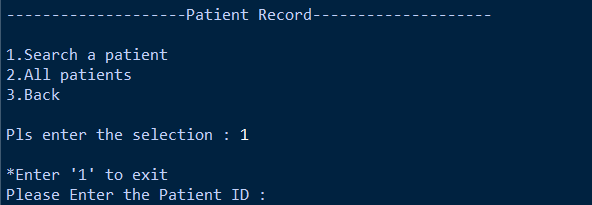 --------------------Patient Record--------------------
1.Search a patient
2.All patients
3.Back
Pls enter the selection : 1
*Enter '1' to exit
Please Enter the Patient ID :